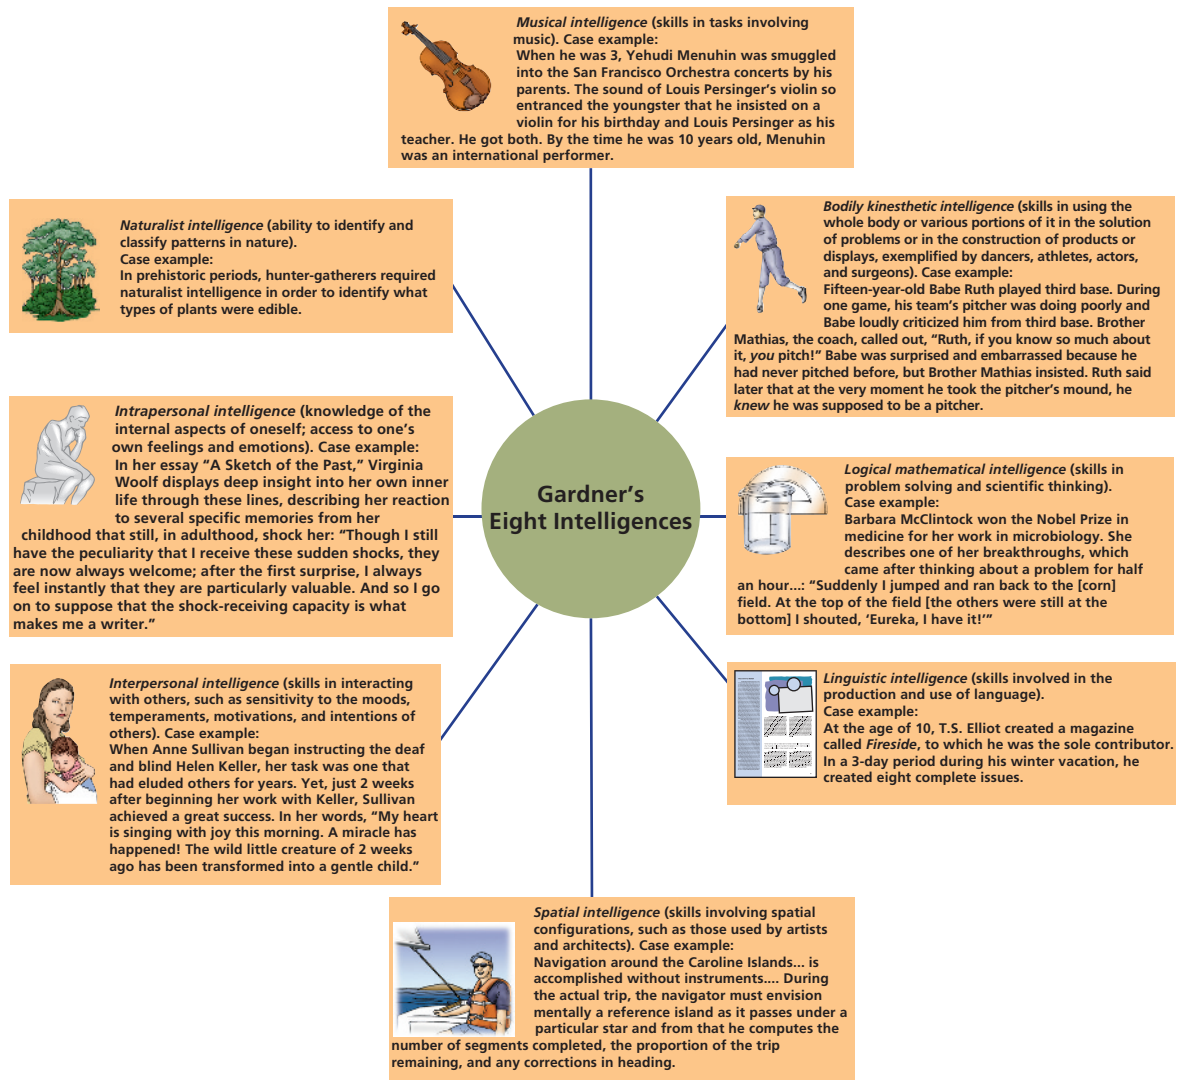 Musical intelligence (skills in tasks involving
music). Case example:
When he was 3, Yehudi Menuhin was smuggled
into the San Francisco Orchestra concerts by his
parents. The sound of Louis Persinger's violin so
entranced the youngster that he insisted on a
violin for his birthday and Louis Persinger as his
teacher. He got both. By the time he was 10 years old, Menuhin
was an international performer.
Naturalist intelligence (ability to identify and
classify patterns in nature).
Case example:
In prehistoric periods, hunter-gatherers required
naturalist intelligence in order to identify what
types of plants were edible.
Bodily kinesthetic intelligence (skills in using the
whole body or various portions of it in the solution
of problems or in the construction of products or
displays, exemplified by dancers, athletes, actors,
and surgeons). Case example:
Fifteen-year-old Babe Ruth played third base. During
one game, his team's pitcher was doing poorly and
Babe loudly criticized him from third base. Brother
Mathias, the coach, called out, "Ruth, if you know so much about
it, you pitch!" Babe was surprised and embarrassed because he
had never pitched before, but Brother Mathias insisted. Ruth said
later that at the very moment he took the pitcher's mound, he
knew he was supposed to be a pitcher.
Intrapersonal intelligence (knowledge of the
internal aspects of oneself; access to one's
own feelings and emotions). Case example:
In her essay "A Sketch of the Past," Virginia
Woolf displays deep insight into her own inner
life through these lines, describing her reaction
to several specific memories from her
childhood that still, in adulthood, shock her: "Though I still
have the peculiarity that I receive these sudden shocks, they
are now always welcome; after the first surprise, I always
feel instantly that they are particularly valuable. And so I go
on to suppose that the shock-receiving capacity is what
makes me a writer."
Gardner's
Eight Intelligences
Logical mathematical intelligence (skills in
problem solving and scientific thinking).
Case example:
Barbara McClintock won the Nobel Prize in
medicine for her work in microbiology. She
describes one of her breakthroughs, which
came after thinking about a problem for half
an hour...: "Suddenly I jumped and ran back to the [corn]
field. At the top of the field [the others were still at the
bottom] I shouted, 'Eureka, I have it!'"
Interpersonal intelligence (skills in interacting
with others, such as sensitivity to the moods,
temperaments, motivations, and intentions of
others). Case example:
When Anne Sullivan began instructing the deaf
and blind Helen Keller, her task was one that
had eluded others for years. Yet, just 2 weeks
after beginning her work with Keller, Sullivan
achieved a great success. In her words, "My heart
is singing with joy this morning. A miracle has
happened! The wild little creature of 2 weeks
ago has been transformed into a gentle child."
Linguistic intelligence (skills involved in the
production and use of language).
Case example:
At the age of 10, T.S. Elliot created a magazine
called Fireside, to which he was the sole contributor.
In a 3-day period during his winter vacation, he
created eight complete issues.
Spatial intelligence (skills involving spatial
configurations, such as those used by artists
and architects). Case example:
Navigation around the Caroline Islands... is
accomplished without instruments.... During
the actual trip, the navigator must envision
mentally a reference island as it passes under a
particular star and from that he computes the
number of segments completed, the proportion of the trip
remaining, and any corrections in heading.